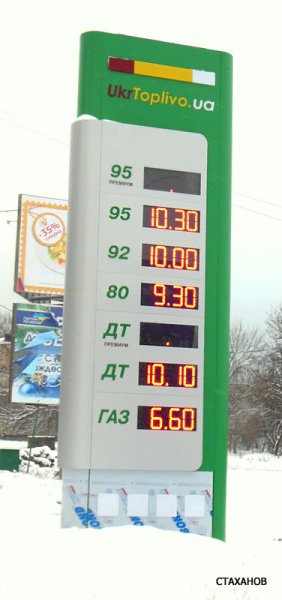 UkrToplivo.ua
95
ПРЕМИУМ
95 10.30
92 10.00
80 9.30
ДТ
ПРЕМИУМ
ДТ 10.10
ГАЗ 6.60
-35%
СТАХАНОВ